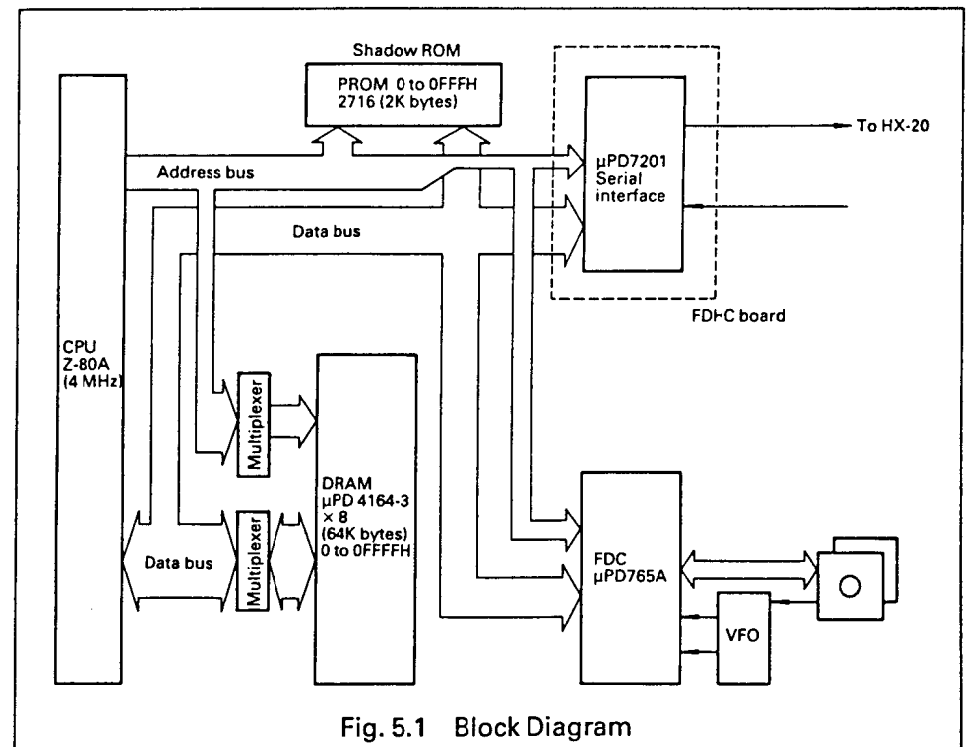 Shadow ROM
PROM 0 to 0FFFH
2716 (2K bytes)
To HX-20
µPD7201
Serial
interface
Address bus
Data bus
FDHC board
CPU
Z-80A
(4 MHz)
Multiplexer
DRAM
µPD 4164-3
× 8
(64K bytes)
0 to 0FFFFH
Multiplexer
Data bus
FDC
µPD765A
VFO
Fig. 5.1 Block Diagram